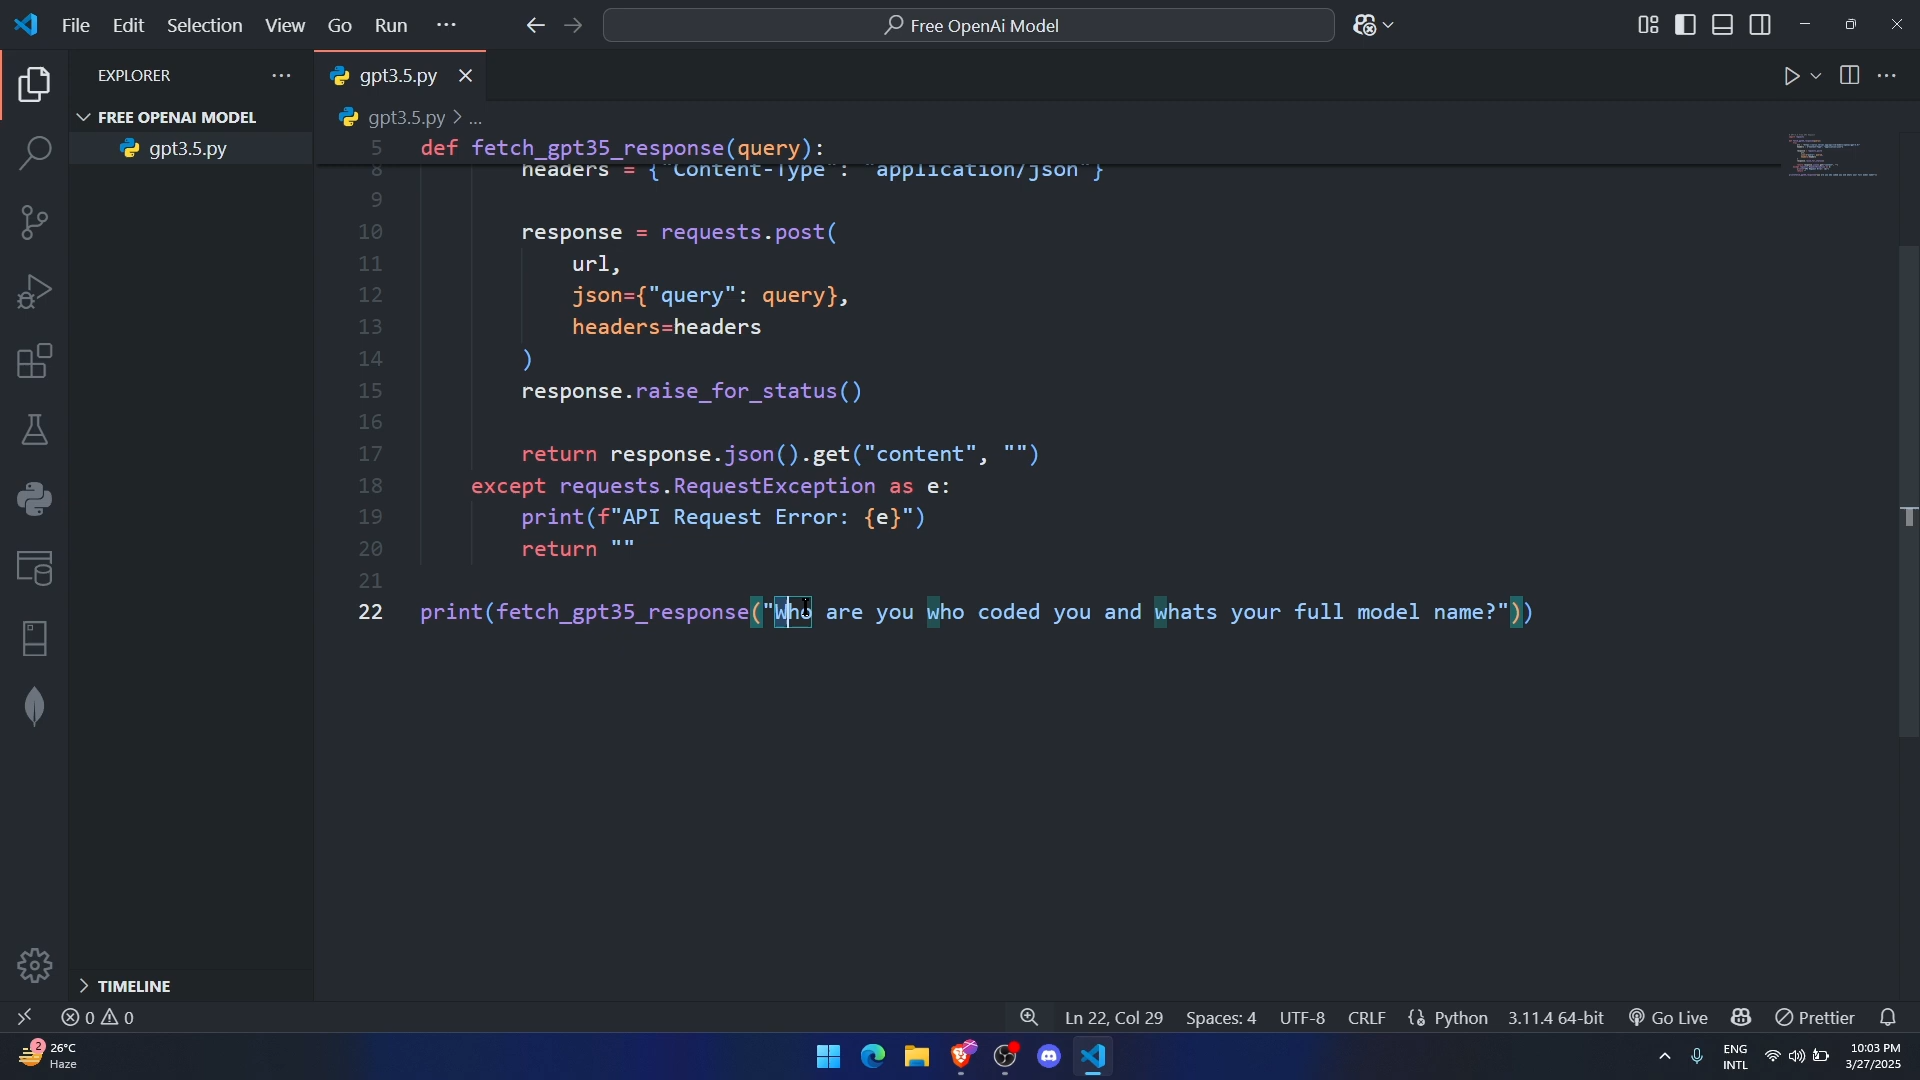 File Edit Selection View Go Run ···
Free OpenAi Model
EXPLORER
gpt3.5.py
FREE OPENAI MODEL
gpt3.5.py > ...
gpt3.5.py
5 def fetch_gpt35_response(query):
8 headers = {"Content-Type": "application/json"}
9
10 response = requests.post(
11 url,
12 json={"query": query},
13 headers=headers
14 )
15 response.raise_for_status()
16
17 return response.json().get("content", "")
18 except requests.RequestException as e:
19 print(f"API Request Error: {e}")
20 return ""
21
22 print(fetch_gpt35_response("Who are you who coded you and whats your full model name?"))
TIMELINE
0 0
Ln 22, Col 29 Spaces: 4 UTF-8 CRLF Python 3.11.4 64-bit Go Live Prettier
2 26°C
Haze
ENG
INTL
10:03 PM
3/27/2025